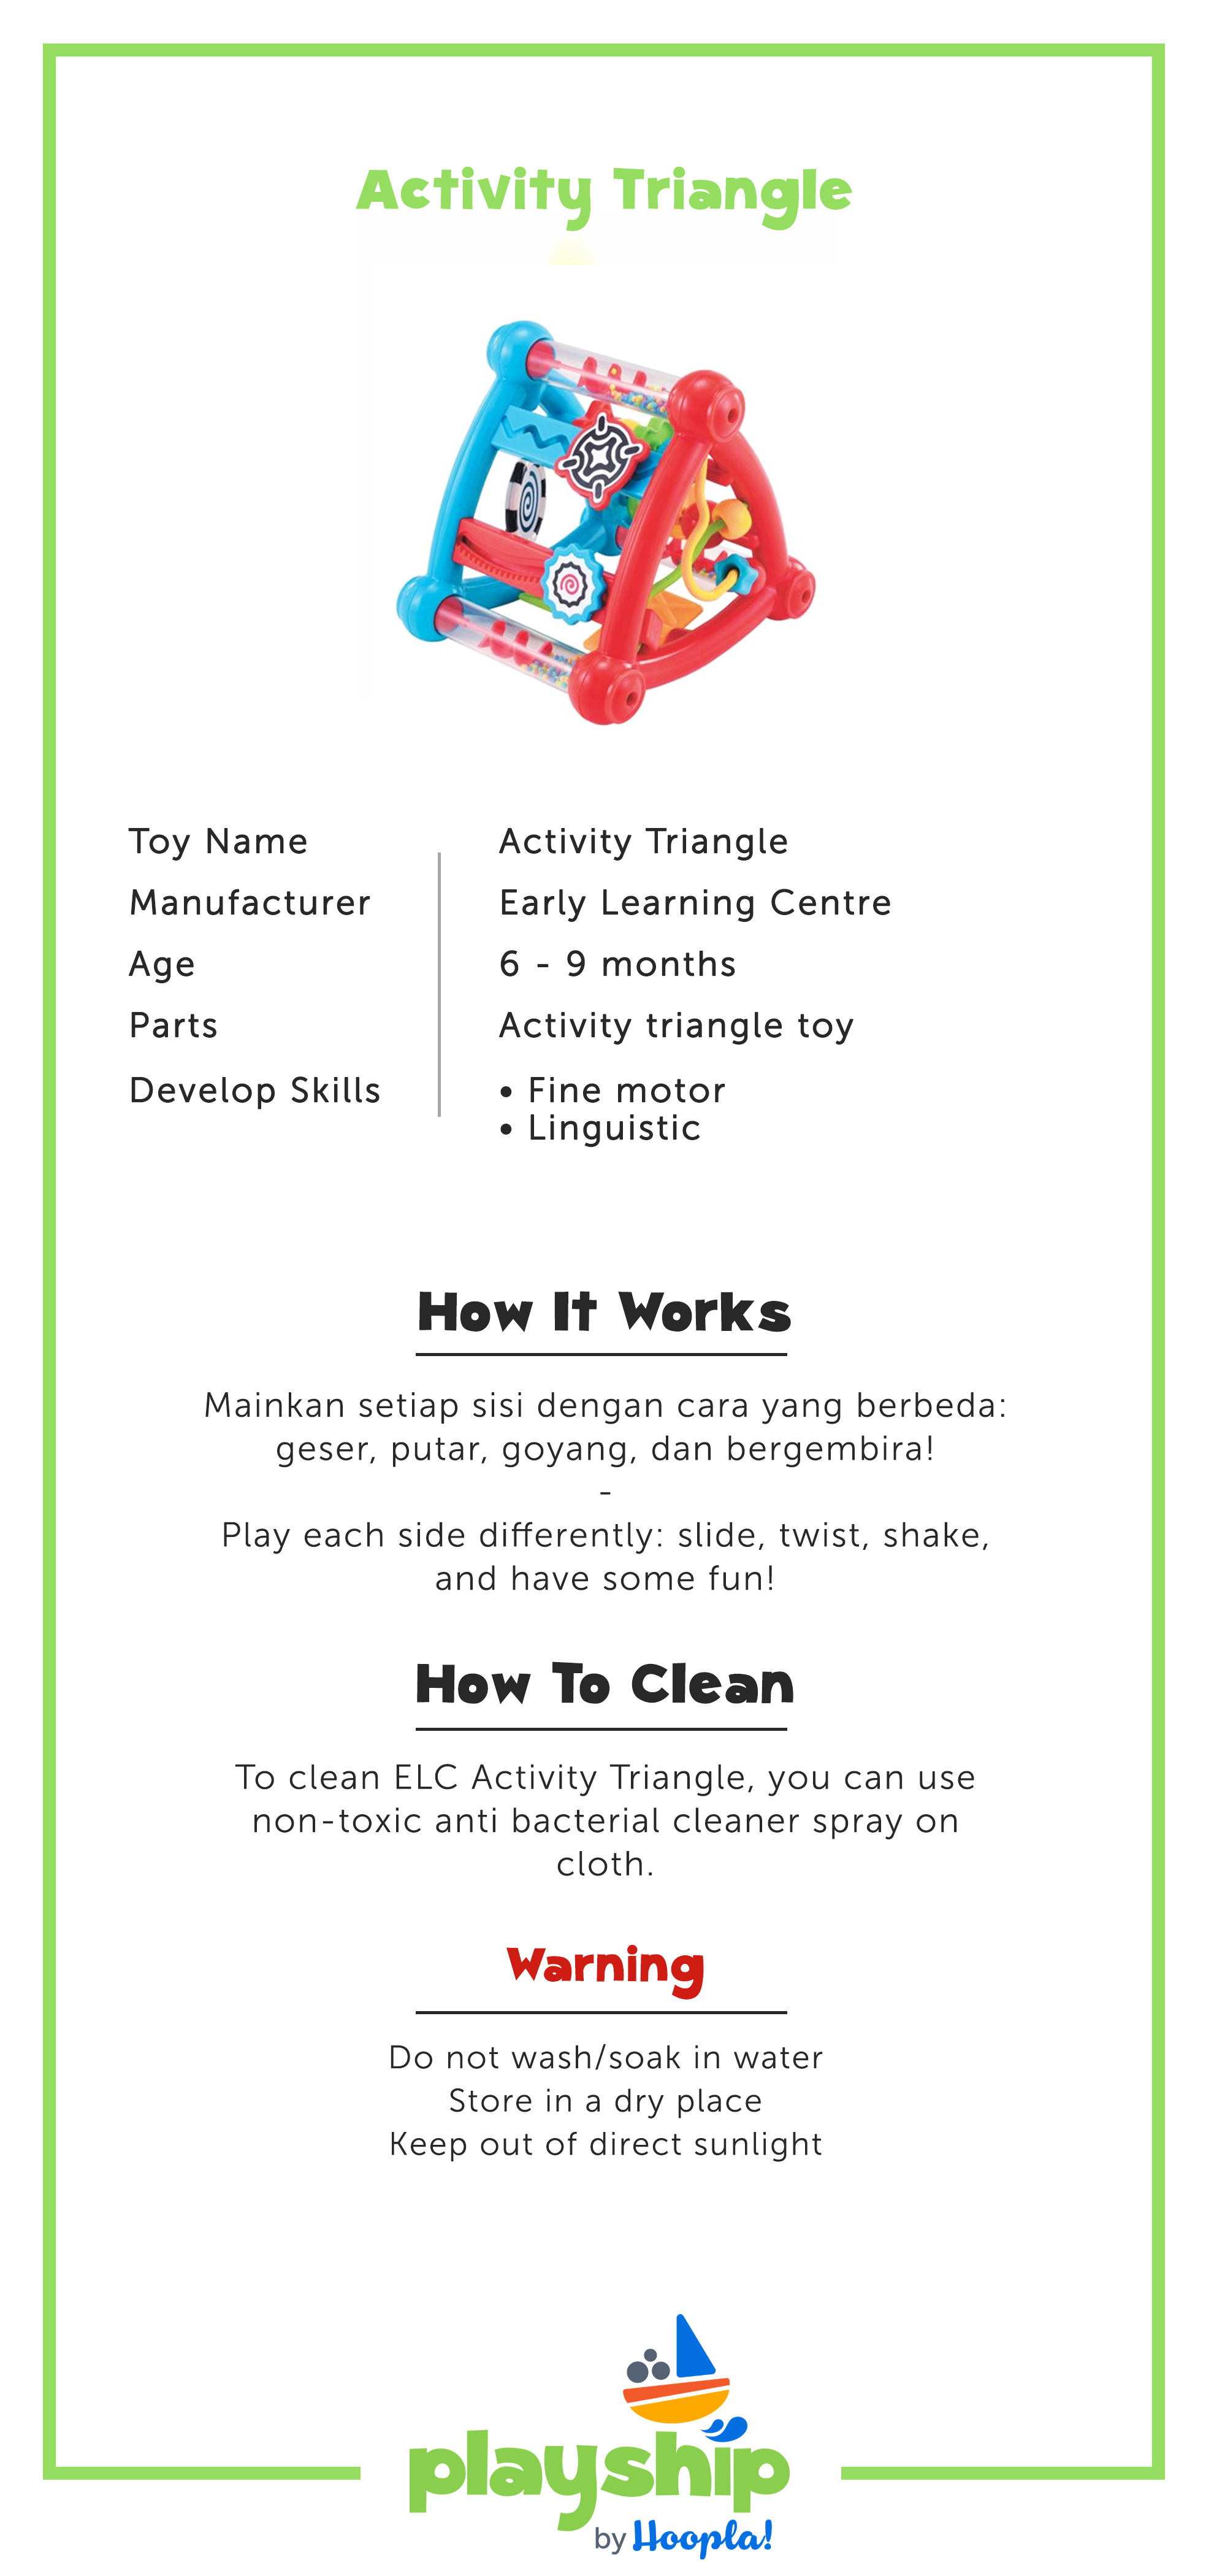 Activity Triangle
Toy Name Activity Triangle
Manufacturer Early Learning Centre
Age 6 - 9 months
Parts Activity triangle toy
Develop Skills • Fine motor
• Linguistic
How It Works
Mainkan setiap sisi dengan cara yang berbeda:
geser, putar, goyang, dan bergembira!
-
Play each side differently: slide, twist, shake,
and have some fun!
How To Clean
To clean ELC Activity Triangle, you can use
non-toxic anti bacterial cleaner spray on
cloth.
Warning
Do not wash/soak in water
Store in a dry place
Keep out of direct sunlight
playship
by Hoopla!